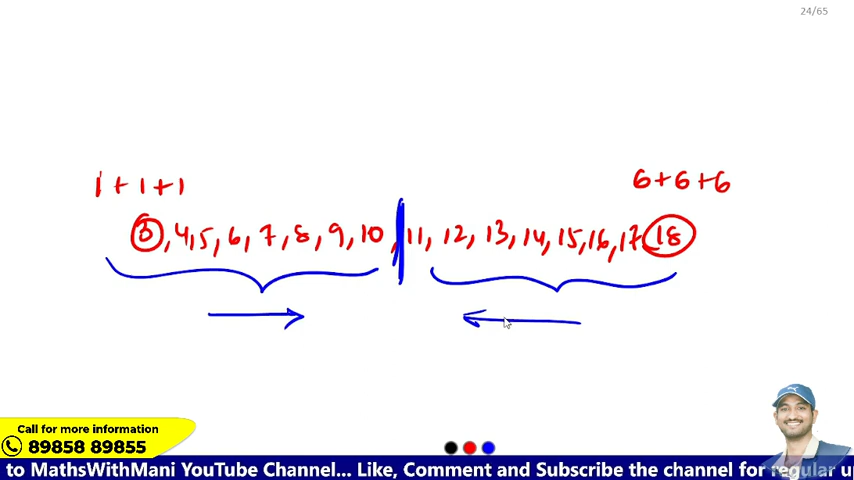 24/65
1+1+1
6+6+6
3,4,5,6,7,8,9,10,11,12,13,14,15,16,17 18
Call for more information
89858 89855
to MathsWithMani YouTube Channel... Like, Comment and Subscribe the channel for regular u